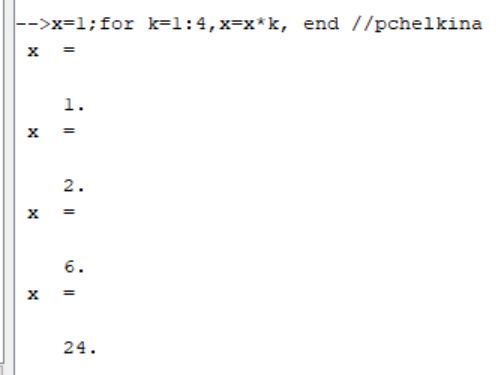 -->x=1;for k=1:4,x=x*k, end //pchelkina
x =
1.
x =
2.
x =
6.
x =
24.